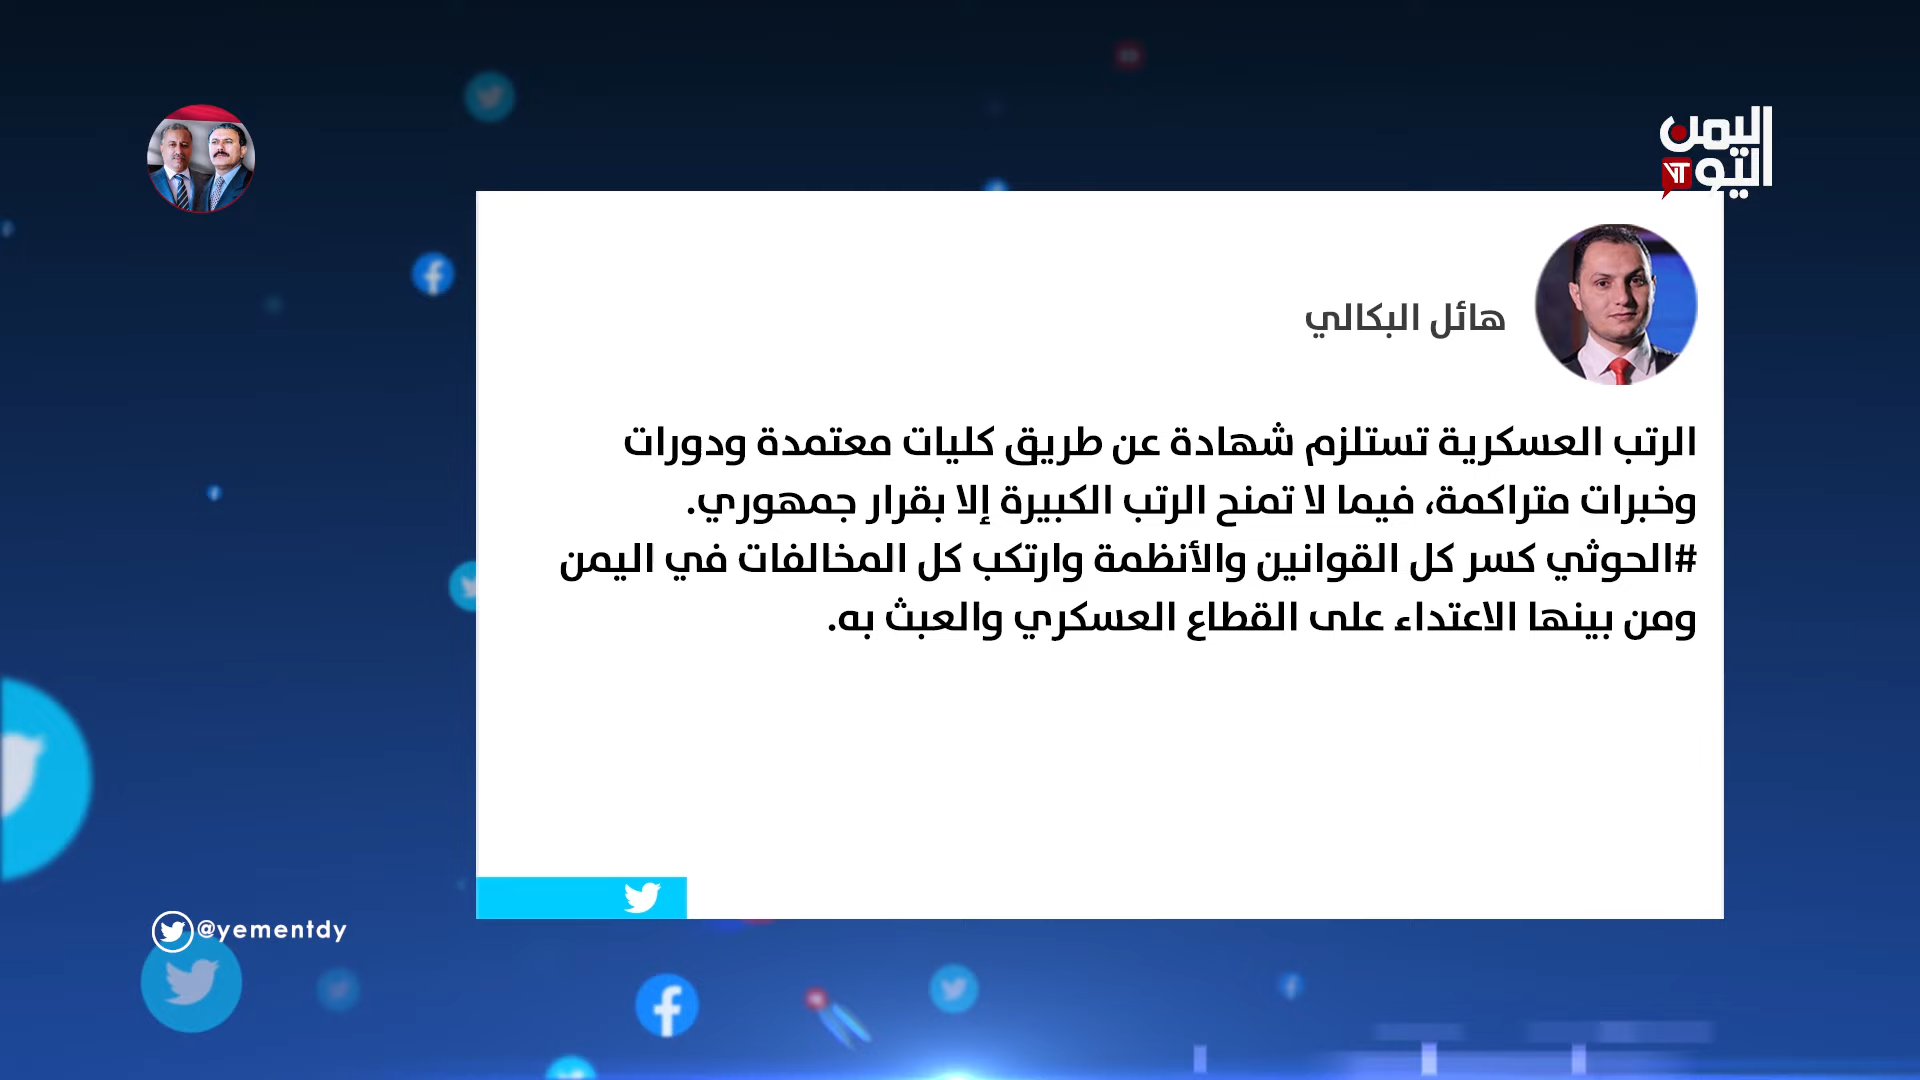 اليمن
اليوم
YT
هائل البكالي
الرتب العسكرية تستلزم شهادة عن طريق كليات معتمدة ودورات
وخبرات متراكمة، فيما لا تمنح الرتب الكبيرة إلا بقرار جمهوري.
#الحوثي كسر كل القوانين والأنظمة وارتكب كل المخالفات في اليمن
ومن بينها الاعتداء على القطاع العسكري والعبث به.
@yementdy